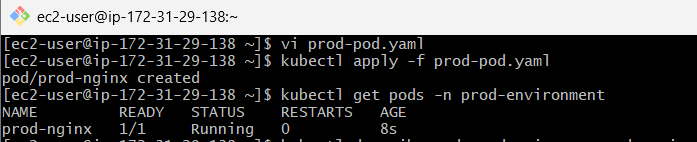 ec2-user@ip-172-31-29-138:~
[ec2-user@ip-172-31-29-138 ~]$ vi prod-pod.yaml
[ec2-user@ip-172-31-29-138 ~]$ kubectl apply -f prod-pod.yaml
pod/prod-nginx created
[ec2-user@ip-172-31-29-138 ~]$ kubectl get pods -n prod-environment
NAME READY STATUS RESTARTS AGE
prod-nginx 1/1 Running 0 8s